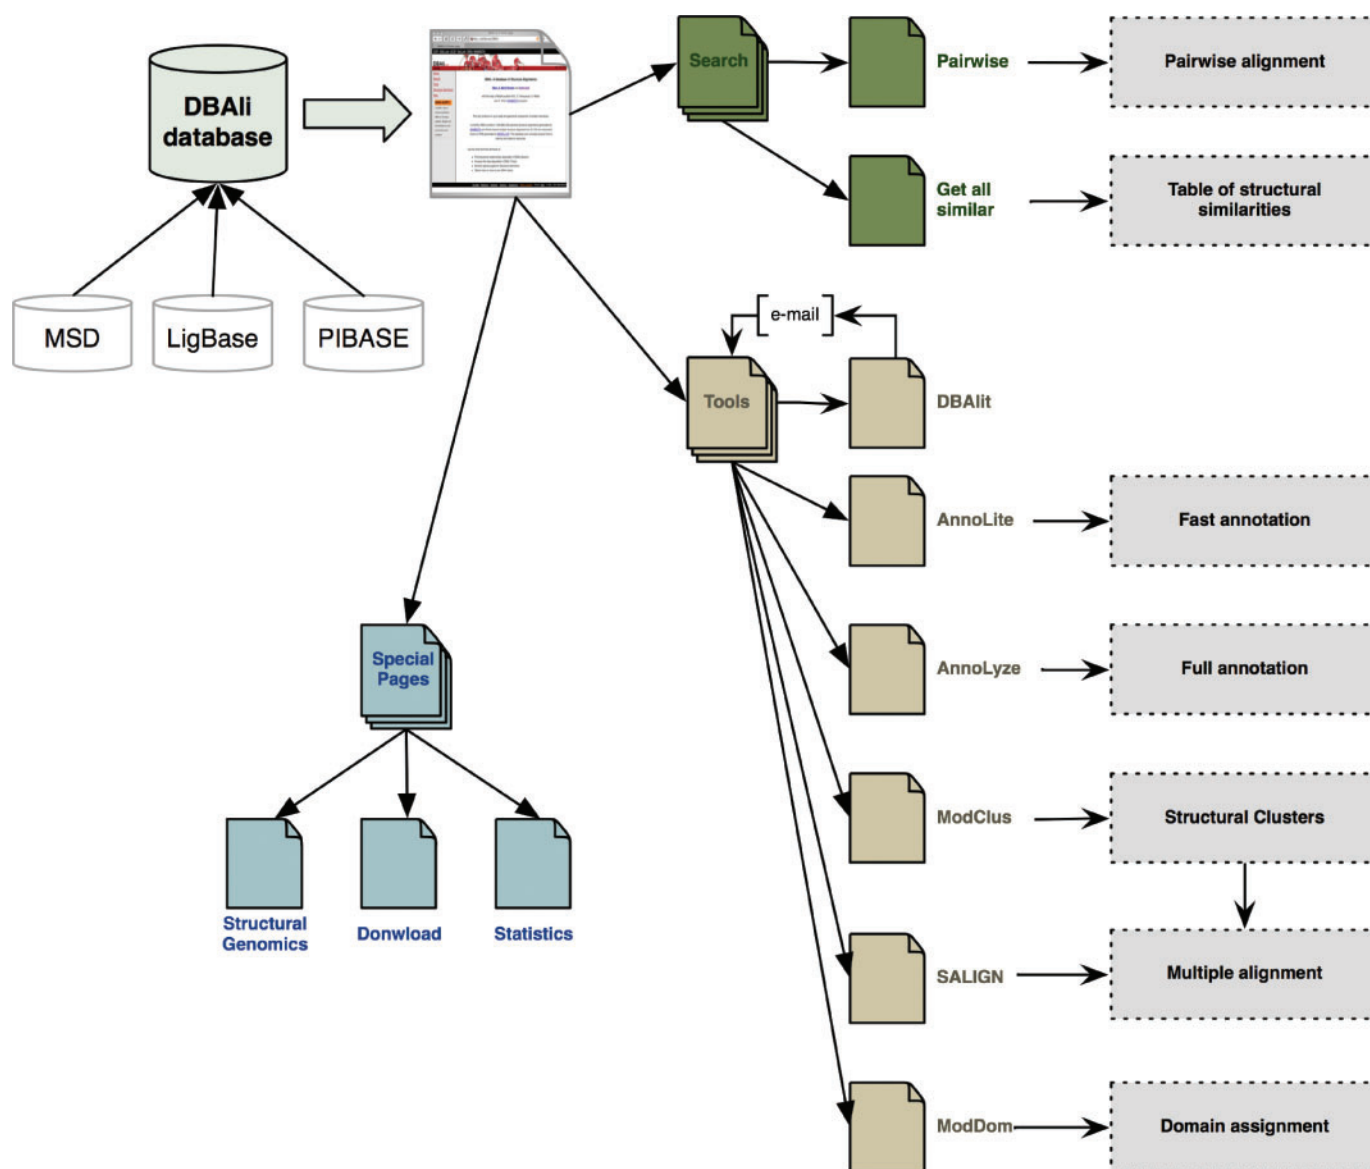 DBAli
database
MSD
LigBase
PIBASE
Search
Pairwise
Pairwise alignment
Get all
similar
Table of structural
similarities
[e-mail]
Tools
DBAlit
AnnoLite
Fast annotation
AnnoLyze
Full annotation
ModClus
Structural Clusters
SALIGN
Multiple alignment
ModDom
Domain assignment
Special
Pages
Structural
Genomics
Donwload
Statistics